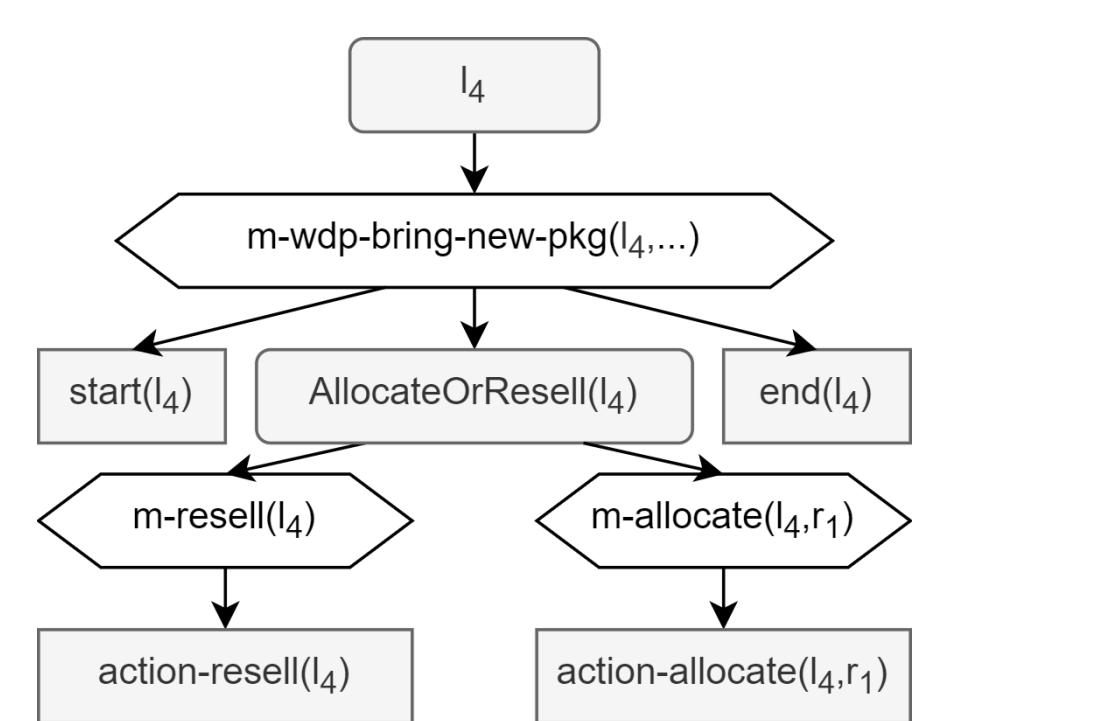 l₄
m-wdp-bring-new-pkg(l₄,...)
start(l₄)
AllocateOrResell(l₄)
end(l₄)
m-resell(l₄)
m-allocate(l₄,r₁)
action-resell(l₄)
action-allocate(l₄,r₁)